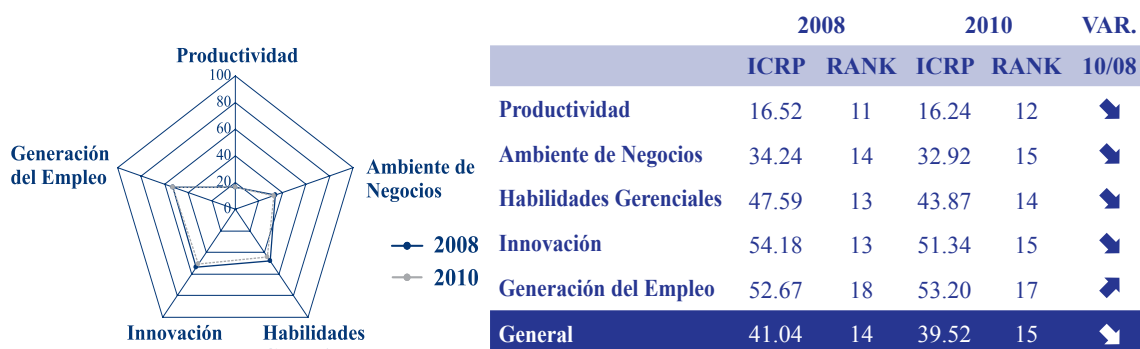 Productividad
100
80
60
40
20
0
Generación
del Empleo
Ambiente de
Negocios
2008
2010
Innovación
Habilidades
2008 2010 VAR.
ICRP RANK ICRP RANK 10/08
Productividad 16.52 11 16.24 12
Ambiente de Negocios 34.24 14 32.92 15
Habilidades Gerenciales 47.59 13 43.87 14
Innovación 54.18 13 51.34 15
Generación del Empleo 52.67 18 53.20 17
General 41.04 14 39.52 15